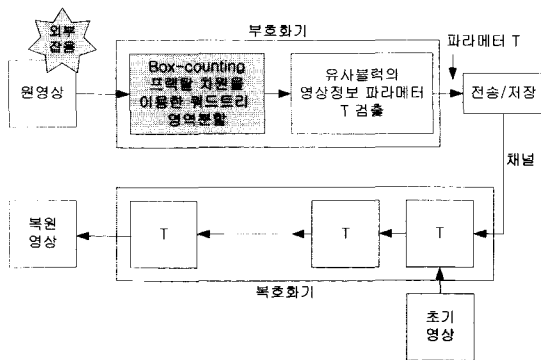 외부
잡음
부호화기
파라메터 T
원영상
Box-counting
프랙탈 차원을
이용한 쿼드트리
영역분할
유사블럭의
영상정보 파라메터
T 검출
전송/저장
채널
복원
영상
T
T
T
복호화기
초기
영상